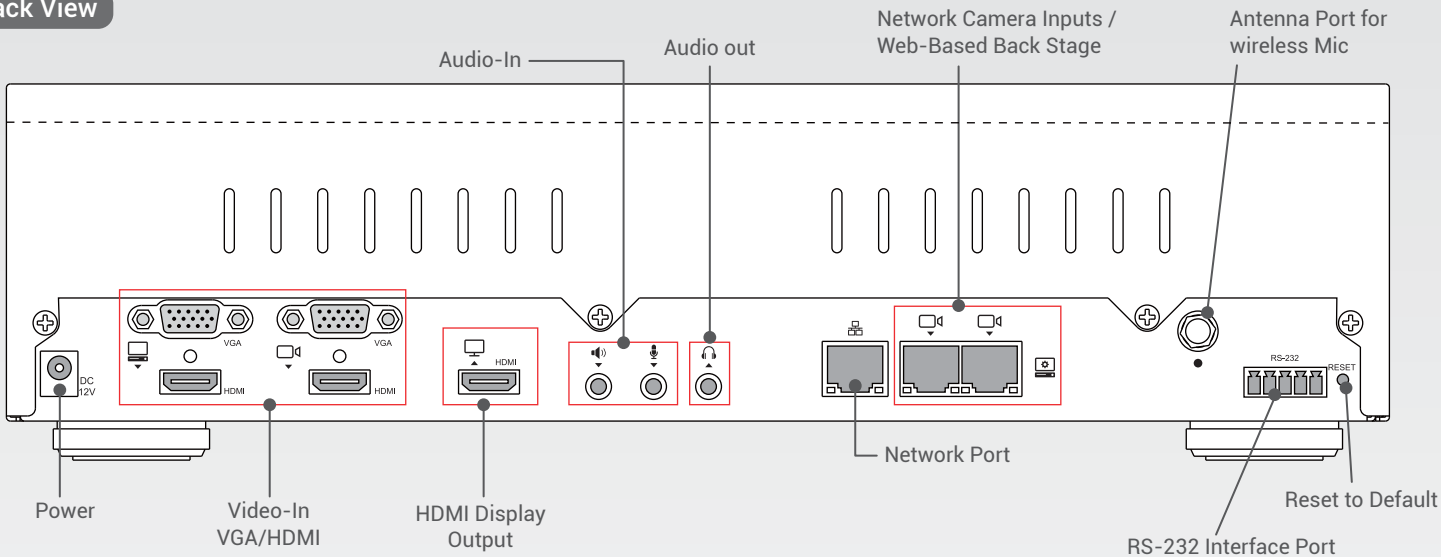 ack View
Network Camera Inputs /
Web-Based Back Stage
Antenna Port for
wireless Mic
Audio-In
Audio out
VGA
VGA
HDMI
HDMI
HDMI
DC
12V
RS-232
RESET
Network Port
Power
Video-In
VGA/HDMI
HDMI Display
Output
Reset to Default
RS-232 Interface Port